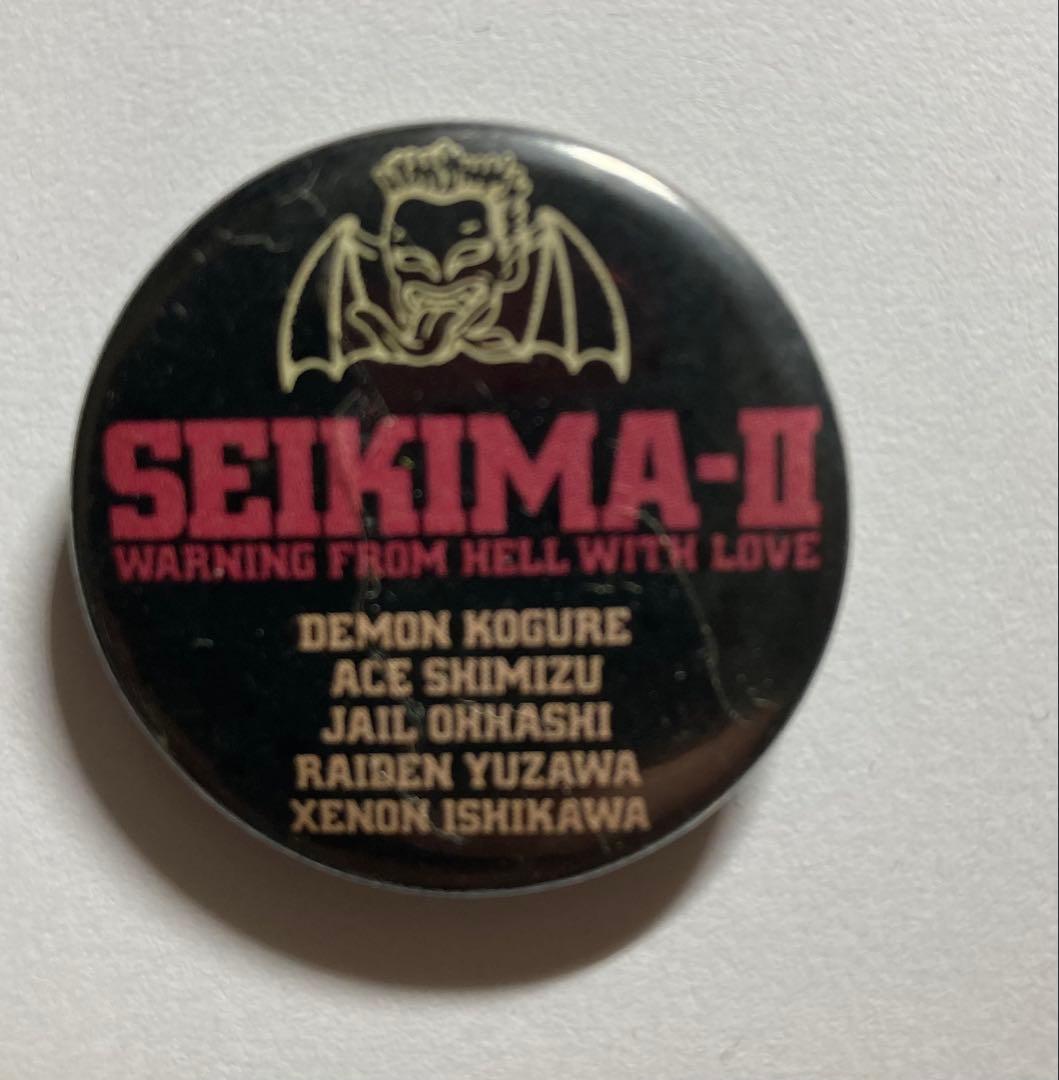 SEIKIMA-II
WARNING FROM HELL WITH LOVE
DEMON KOGURE
ACE SHIMIZU
JAIL OHHASHI
RAIDEN YUZAWA
XENON ISHIKAWA